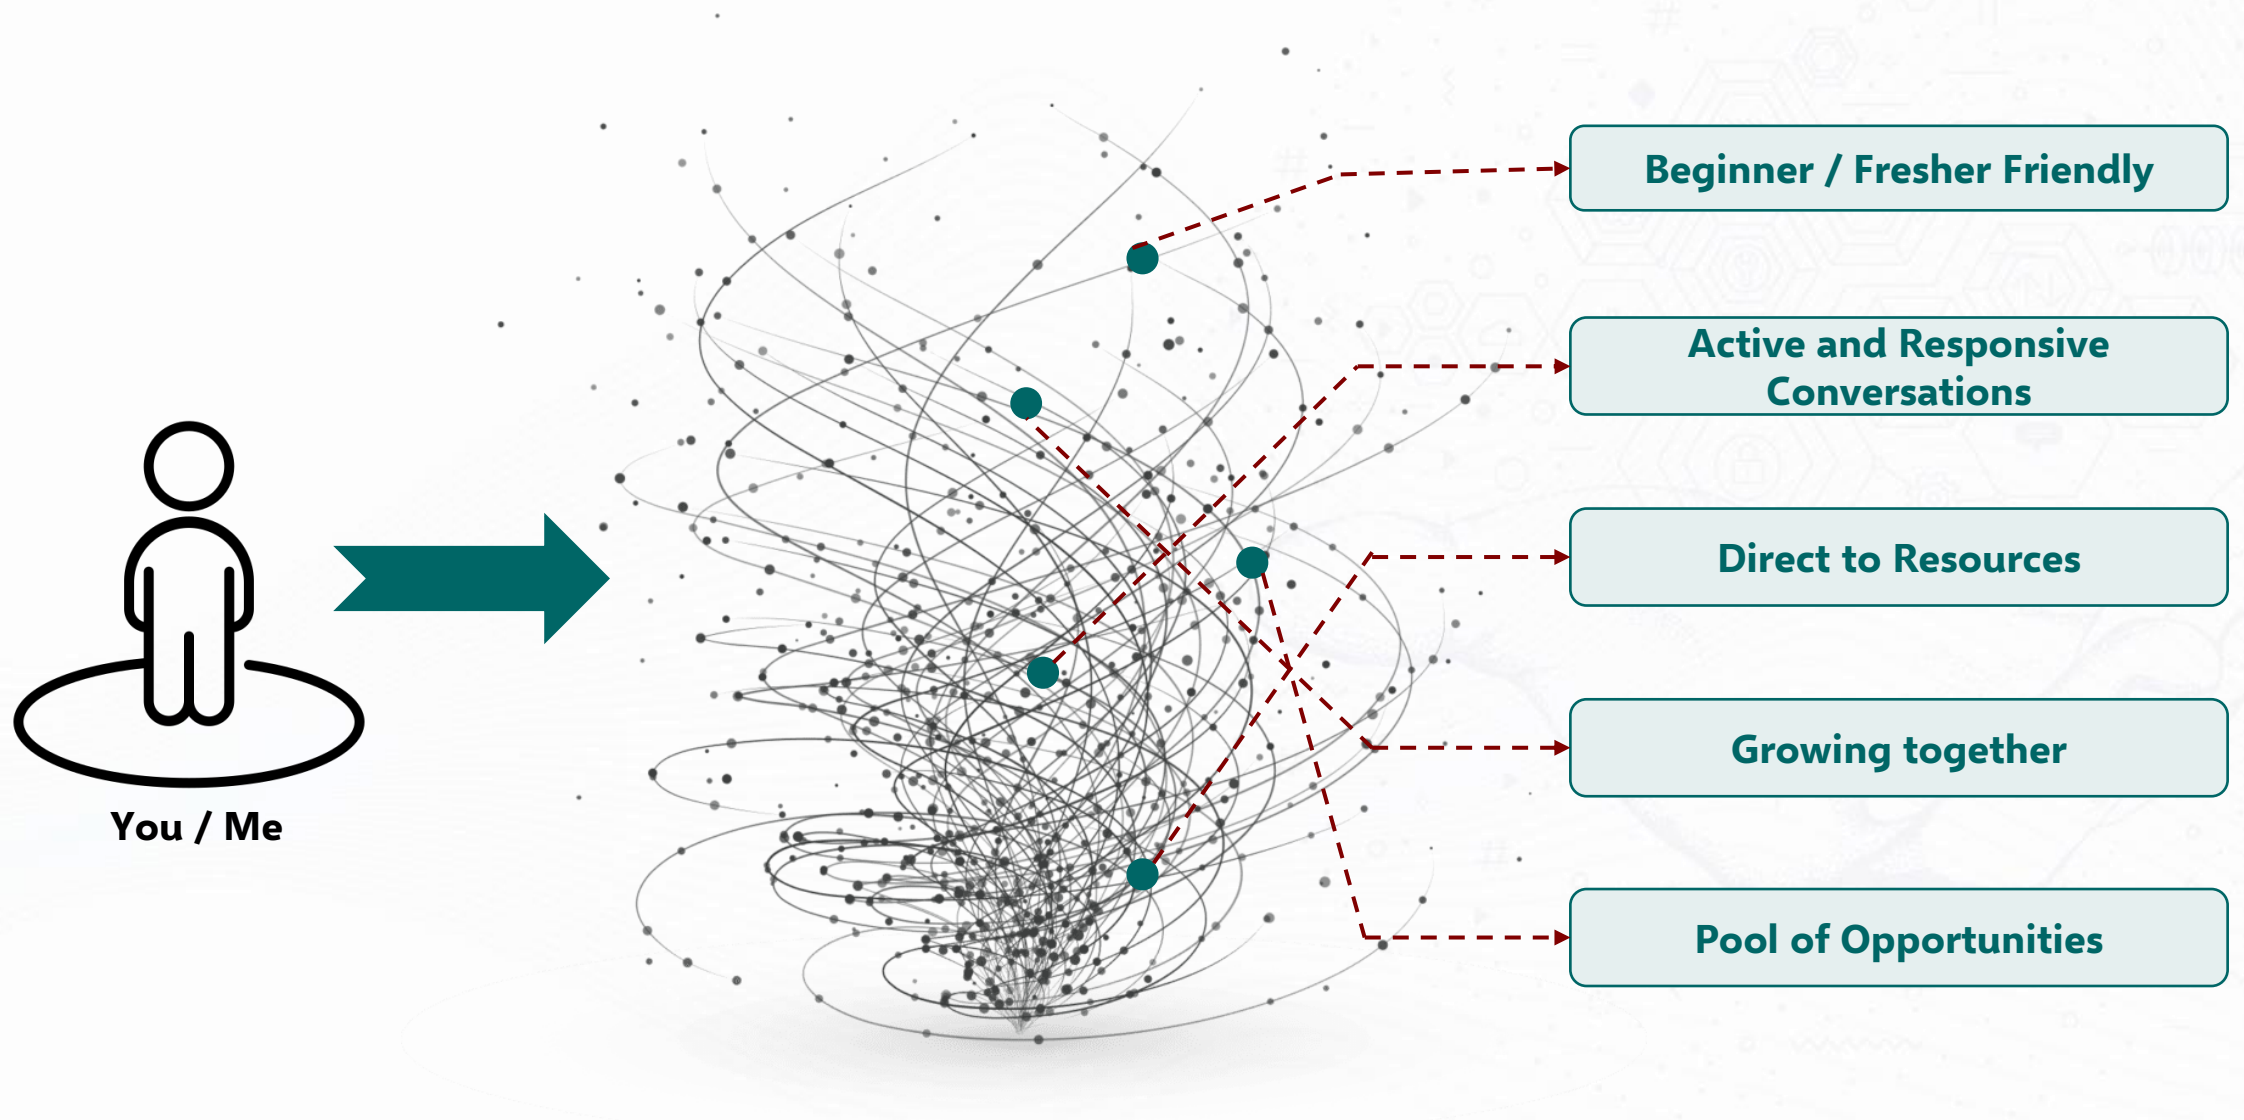 Beginner / Fresher Friendly
Active and Responsive
Conversations
Direct to Resources
Growing together
You / Me
Pool of Opportunities